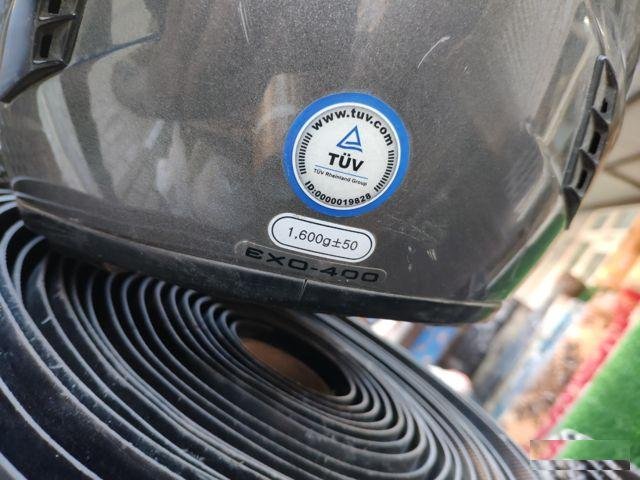 www.tuv.com
TÜV
TÜV Rheinland Group
ID:0000019828
1,600g±50
EXO-400